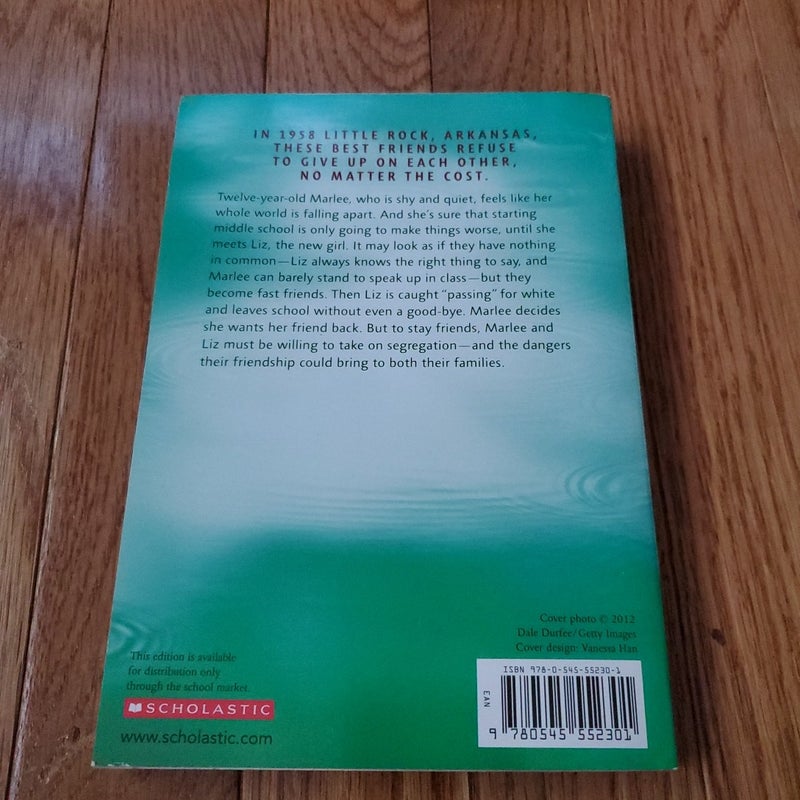 IN 1958 LITTLE ROCK, ARKANSAS,
THESE BEST FRIENDS REFUSE
TO GIVE UP ON EACH OTHER,
NO MATTER THE COST.
Twelve-year-old Marlee, who is shy and quiet, feels like her
whole world is falling apart. And she's sure that starting
middle school is only going to make things worse, until she
meets Liz, the new girl. It may look as if they have nothing
in common—Liz always knows the right thing to say, and
Marlee can barely stand to speak up in class—but they
become fast friends. Then Liz is caught "passing" for white
and leaves school without even a good-bye. Marlee decides
she wants her friend back. But to stay friends, Marlee and
Liz must be willing to take on segregation—and the dangers
their friendship could bring to both their families.
Cover photo © 2012
Dale Durfee/Getty Images
Cover design: Vanessa Han
This edition is available
for distribution only
through the school market.
SCHOLASTIC
www.scholastic.com
ISBN 978-0-545-55230-1
EAN
9 780545 552301